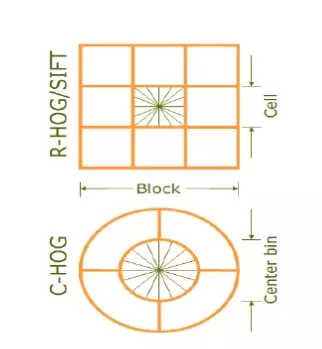 R-HOG/SIFT
Cell
Block
C-HOG
Center bin